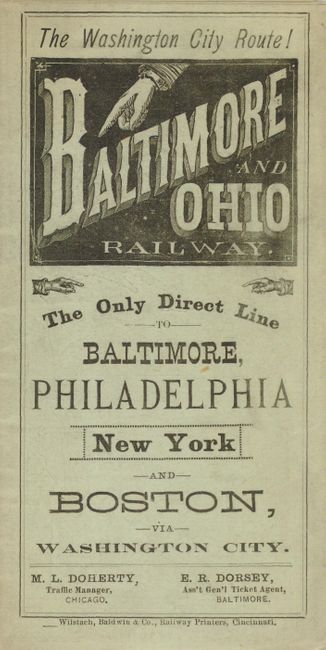 The Washington City Route!
BALTIMORE
AND
OHIO
RAILWAY.
The Only Direct Line
—TO—
BALTIMORE,
PHILADELPHIA
New York
—AND—
BOSTON,
—VIA—
WASHINGTON CITY.
M. L. DOHERTY, E. R. DORSEY,
Traffic Manager, Ass't Gen'l Ticket Agent,
CHICAGO. BALTIMORE.
Wilstach, Baldwin & Co., Railway Printers, Cincinnati.